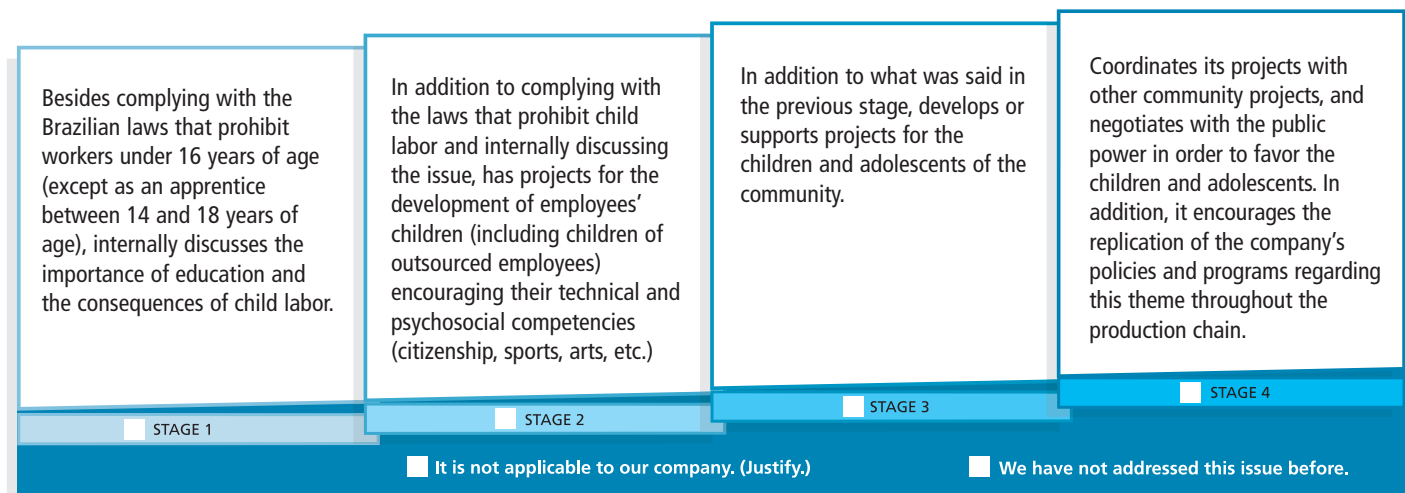 Besides complying with the
Brazilian laws that prohibit
workers under 16 years of age
(except as an apprentice
between 14 and 18 years of
age), internally discusses the
importance of education and
the consequences of child labor.
STAGE 1
In addition to complying with
the laws that prohibit child
labor and internally discussing
the issue, has projects for the
development of employees’
children (including children of
outsourced employees)
encouraging their technical and
psychosocial competencies
(citizenship, sports, arts, etc.)
STAGE 2
In addition to what was said in
the previous stage, develops or
supports projects for the
children and adolescents of the
community.
STAGE 3
Coordinates its projects with
other community projects, and
negotiates with the public
power in order to favor the
children and adolescents. In
addition, it encourages the
replication of the company’s
policies and programs regarding
this theme throughout the
production chain.
STAGE 4
It is not applicable to our company. (Justify.)
We have not addressed this issue before.